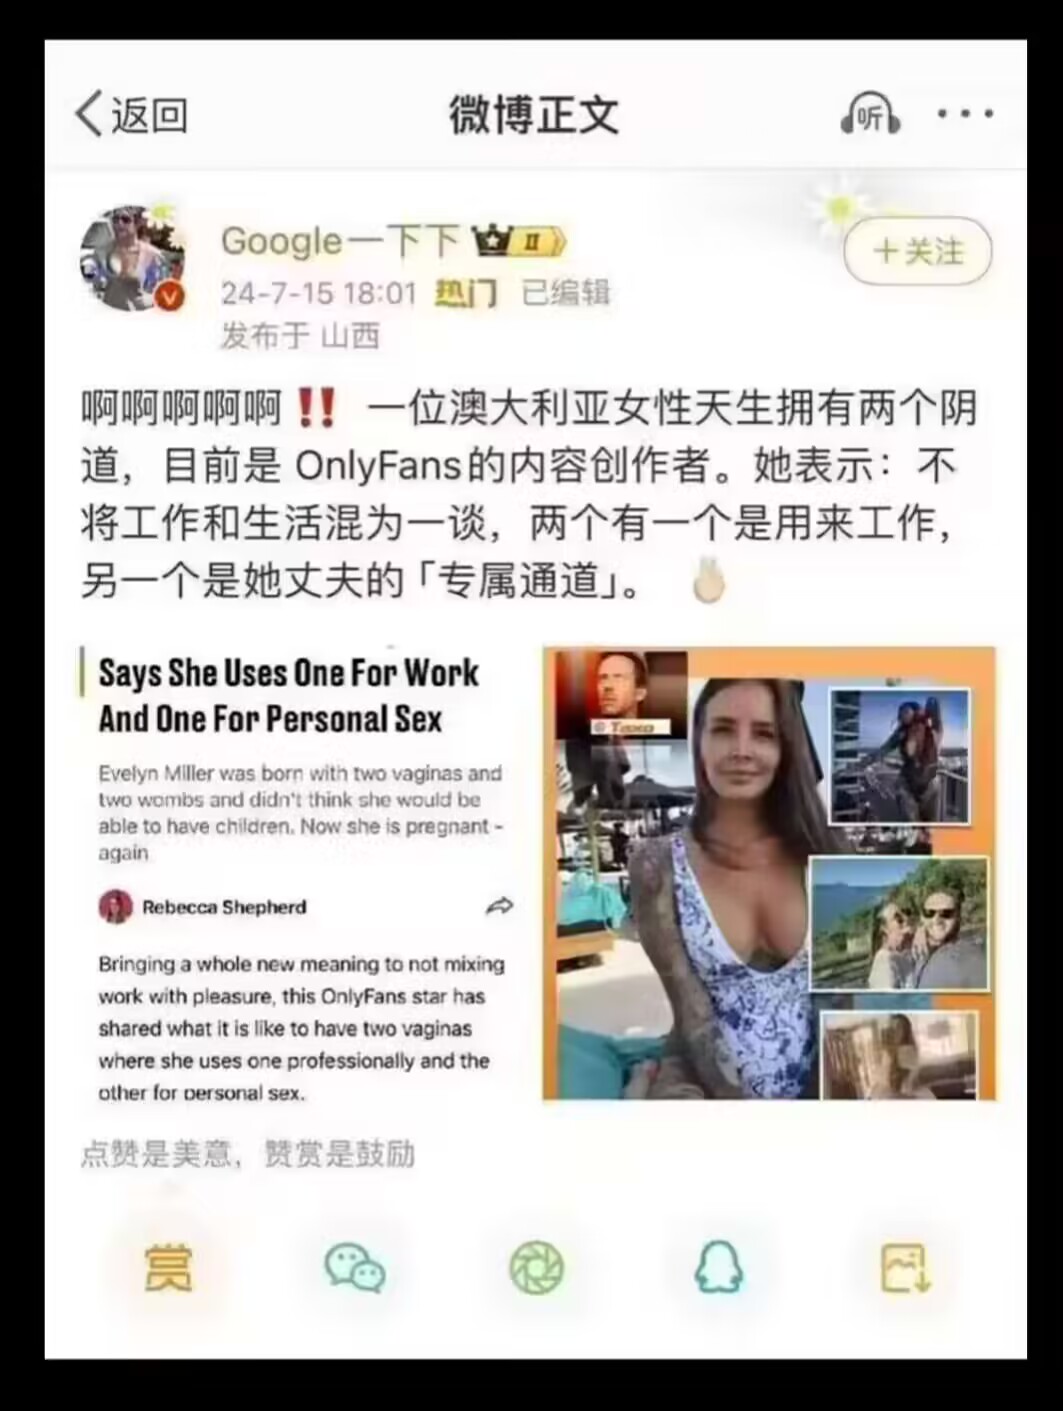 返回
微博正文
听
Google一下下
II
+关注
24-7-15 18:01 热门 已编辑
发布于 山西
啊啊啊啊啊‼️ 一位澳大利亚女性天生拥有两个阴
道，目前是 OnlyFans的内容创作者。她表示：不
将工作和生活混为一谈，两个有一个是用来工作，
另一个是她丈夫的「专属通道」。
Says She Uses One For Work
And One For Personal Sex
Evelyn Miller was born with two vaginas and
two wombs and didn't think she would be
able to have children. Now she is pregnant -
again
Rebecca Shepherd
Bringing a whole new meaning to not mixing
work with pleasure, this OnlyFans star has
shared what it is like to have two vaginas
where she uses one professionally and the
other for personal sex.
点赞是美意，赞赏是鼓励
赏